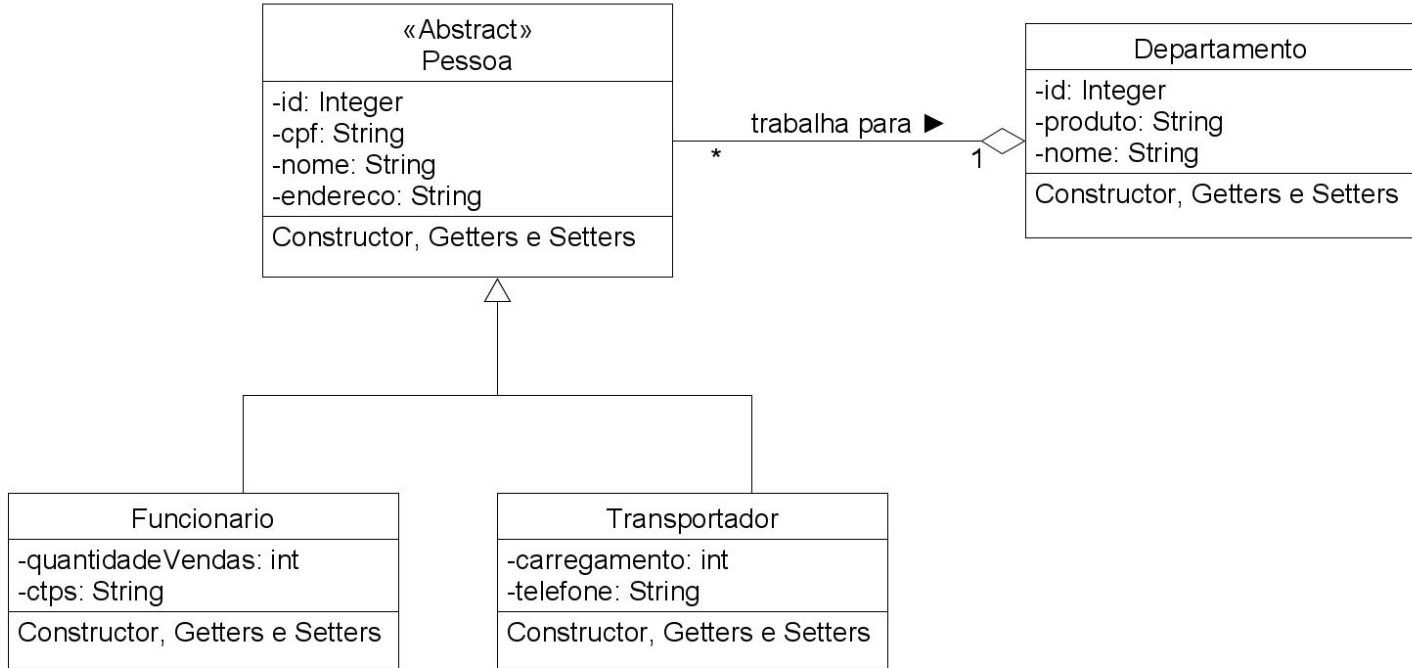 «Abstract»
Pessoa
-id: Integer
-cpf: String
-nome: String
-endereco: String
Constructor, Getters e Setters
trabalha para ►
*
1
Departamento
-id: Integer
-produto: String
-nome: String
Constructor, Getters e Setters
Funcionario
-quantidadeVendas: int
-ctps: String
Constructor, Getters e Setters
Transportador
-carregamento: int
-telefone: String
Constructor, Getters e Setters